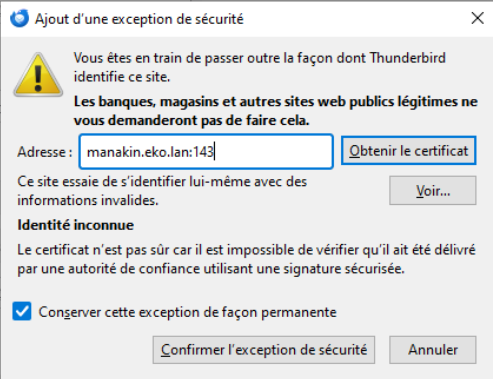 Ajout d'une exception de sécurité
Vous êtes en train de passer outre la façon dont Thunderbird
identifie ce site.
Les banques, magasins et autres sites web publics légitimes ne
vous demanderont pas de faire cela.
Adresse : manakin.eko.lan:143 Obtenir le certificat
Ce site essaie de s'identifier lui-même avec des
informations invalides.
Voir...
Identité inconnue
Le certificat n'est pas sûr car il est impossible de vérifier qu'il ait été délivré
par une autorité de confiance utilisant une signature sécurisée.
Conserver cette exception de façon permanente
Confirmer l'exception de sécurité Annuler